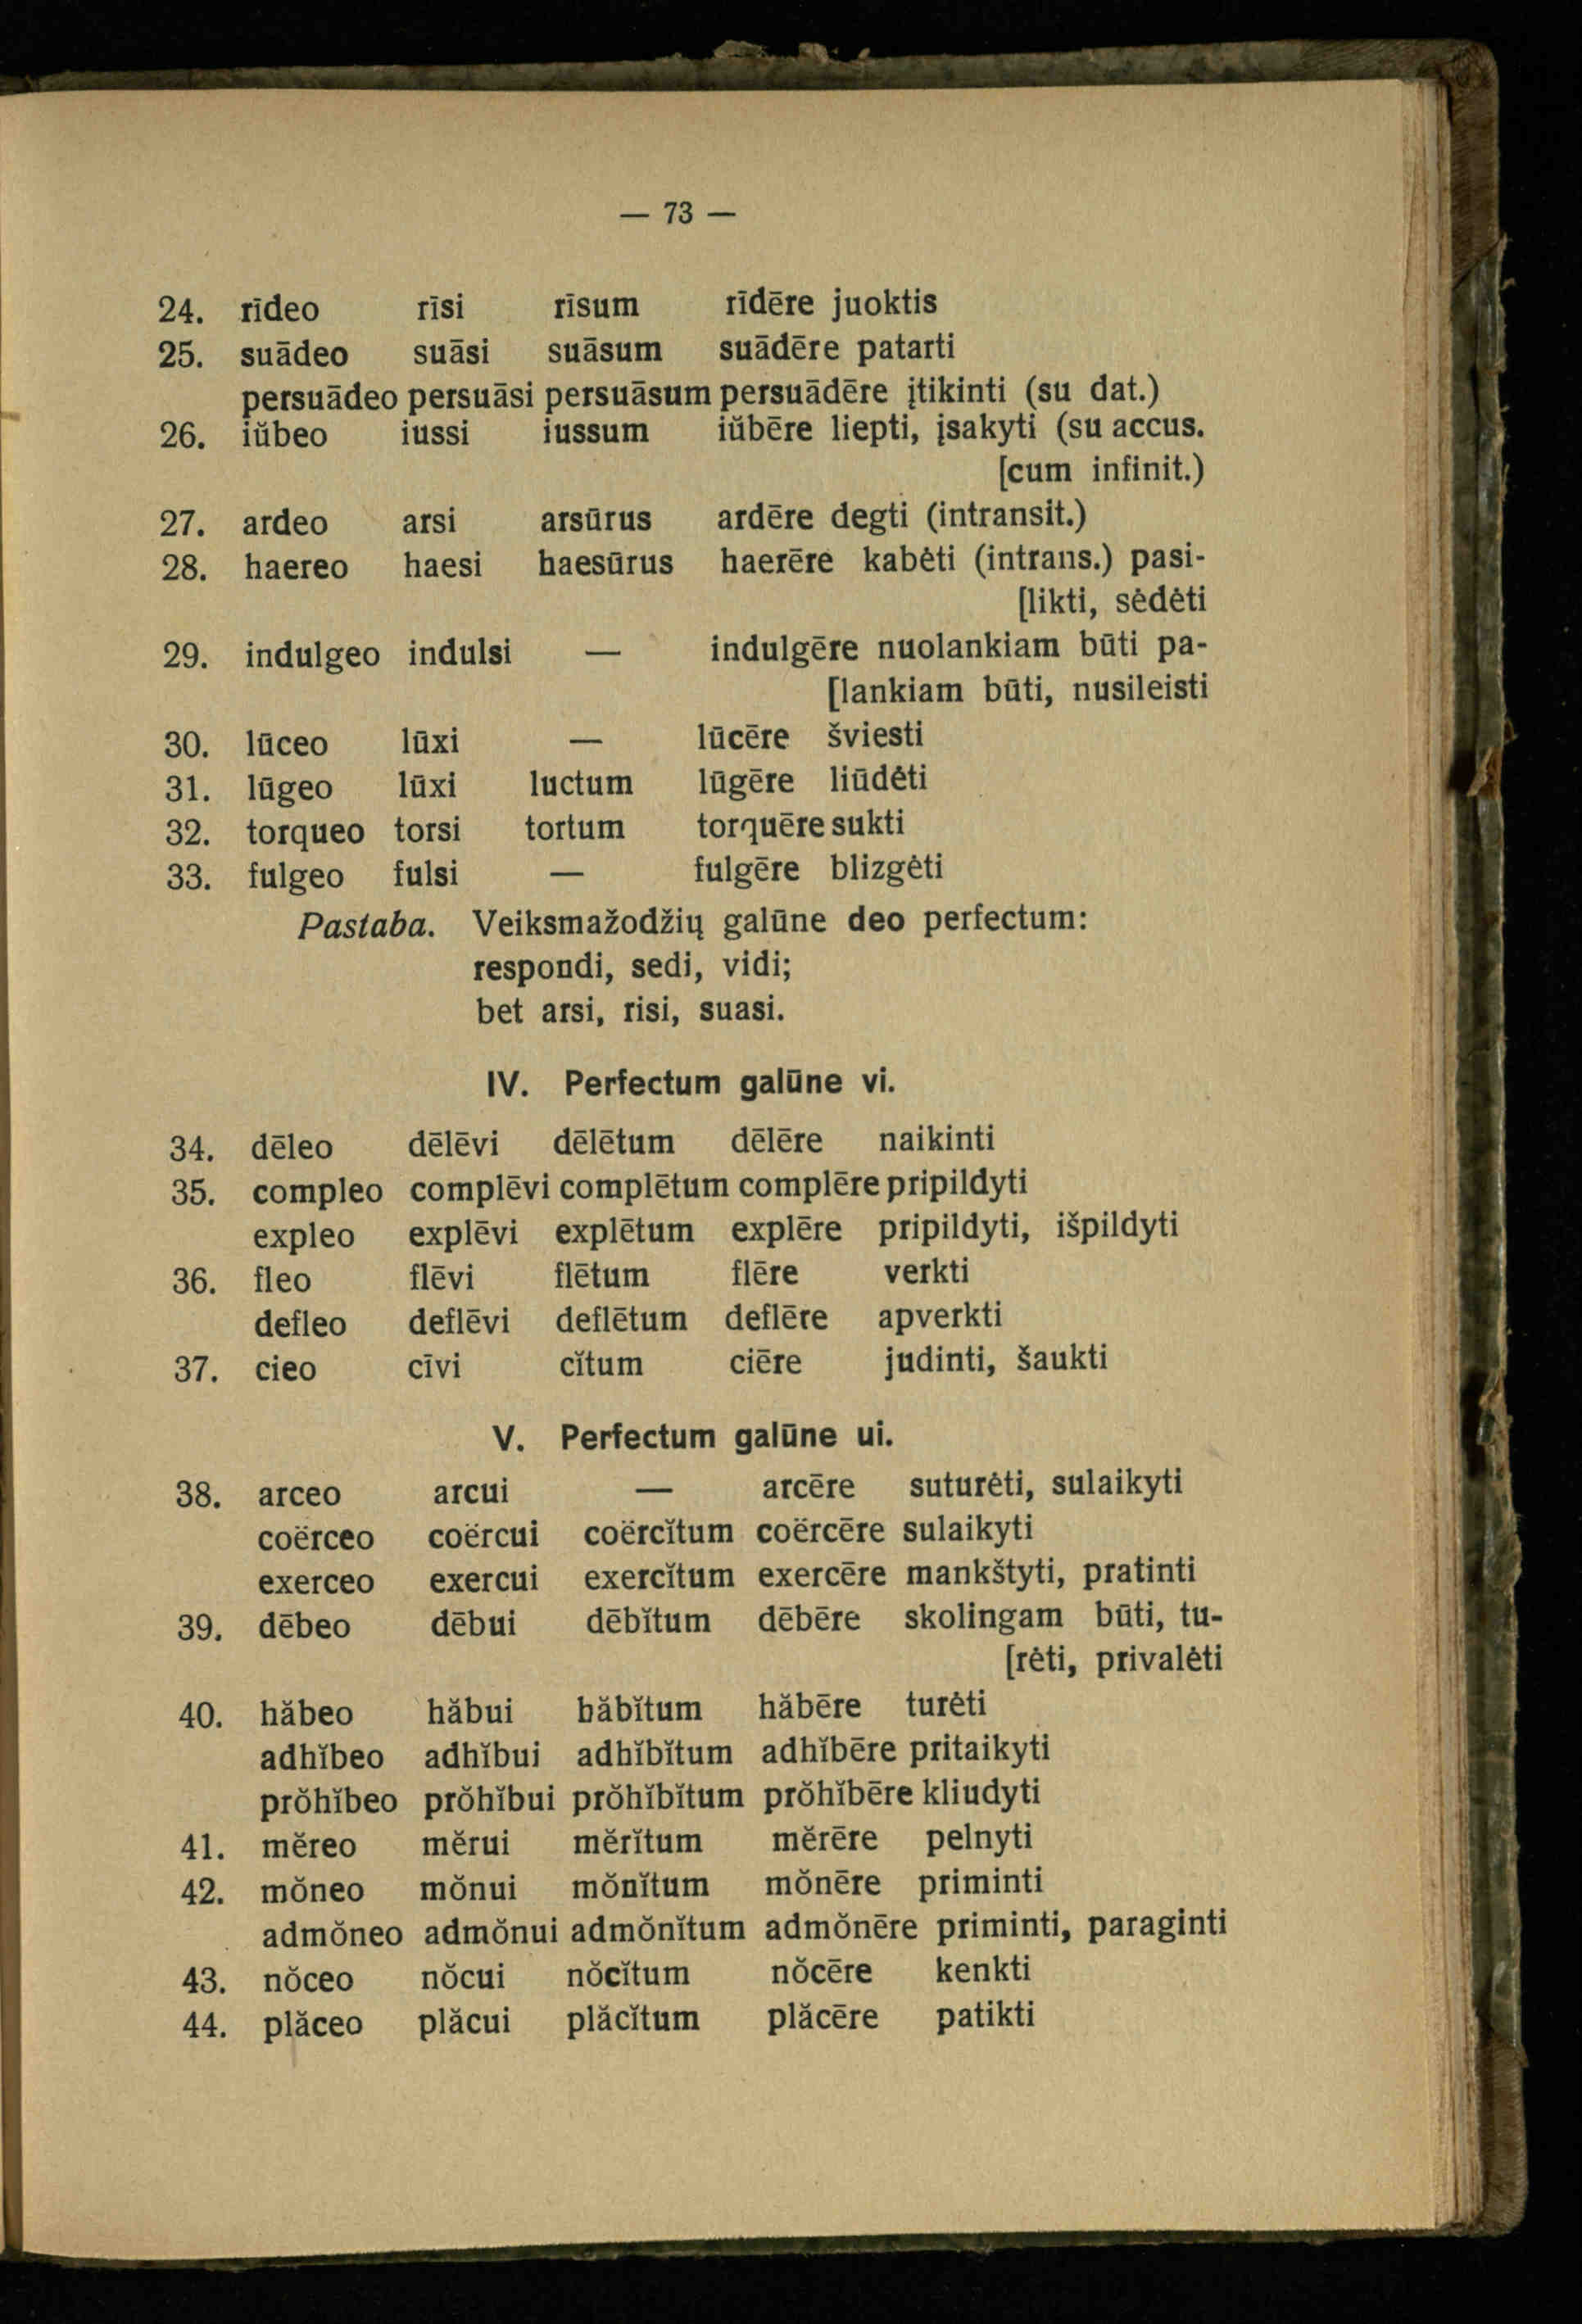 — 73 —
24. rīdeo rīsi rīsum rīdēre juoktis
25. suādeo suāsi suāsum suādēre patarti
persuādeo persuāsi persuāsum persuādēre įtikinti (su dat.)
26. iŭbeo iussi iussum iŭbēre liepti, įsakyti (su accus.
[cum infinit.)
27. ardeo arsi arsūrus ardēre degti (intransit.)
28. haereo haesi haesūrus haerēre kabėti (intrans.) pasi-
[likti, sėdėti
29. indulgeo indulsi — indulgēre nuolankiam būti pa-
[lankiam būti, nusileisti
30. lūceo lūxi — lūcēre šviesti
31. lūgeo lūxi luctum lūgēre liūdėti
32. torqueo torsi tortum torquēre sukti
33. fulgeo fulsi — fulgēre blizgėti
Pastaba. Veiksmažodžių galūne deo perfectum:
respondi, sedi, vidi;
bet arsi, risi, suasi.
IV. Perfectum galūne vi.
34. dēleo dēlēvi dēlētum dēlēre naikinti
35. compleo complēvi complētum complēre pripildyti
expleo explēvi explētum explēre pripildyti, išpildyti
36. fleo flēvi flētum flēre verkti
defleo deflēvi deflētum deflēre apverkti
37. cieo cīvi cĭtum ciēre judinti, šaukti
V. Perfectum galūne ui.
38. arceo arcui — arcēre suturėti, sulaikyti
coërceo coërcui coërcĭtum coërcēre sulaikyti
exerceo exercui exercĭtum exercēre mankštyti, pratinti
39. dēbeo dēbui dēbĭtum dēbēre skolingam būti, tu-
[rėti, privalėti
40. hăbeo hăbui hăbĭtum hăbēre turėti
adhĭbeo adhĭbui adhĭbĭtum adhĭbēre pritaikyti
prŏhĭbeo prŏhĭbui prŏhĭbĭtum prŏhĭbēre kliudyti
41. mĕreo mĕrui mĕrĭtum mĕrēre pelnyti
42. mŏneo mŏnui mŏnĭtum mŏnēre priminti
admŏneo admŏnui admŏnĭtum admŏnēre priminti, paraginti
43. nŏceo nŏcui nŏcĭtum nŏcēre kenkti
44. plăceo plăcui plăcĭtum plăcēre patikti